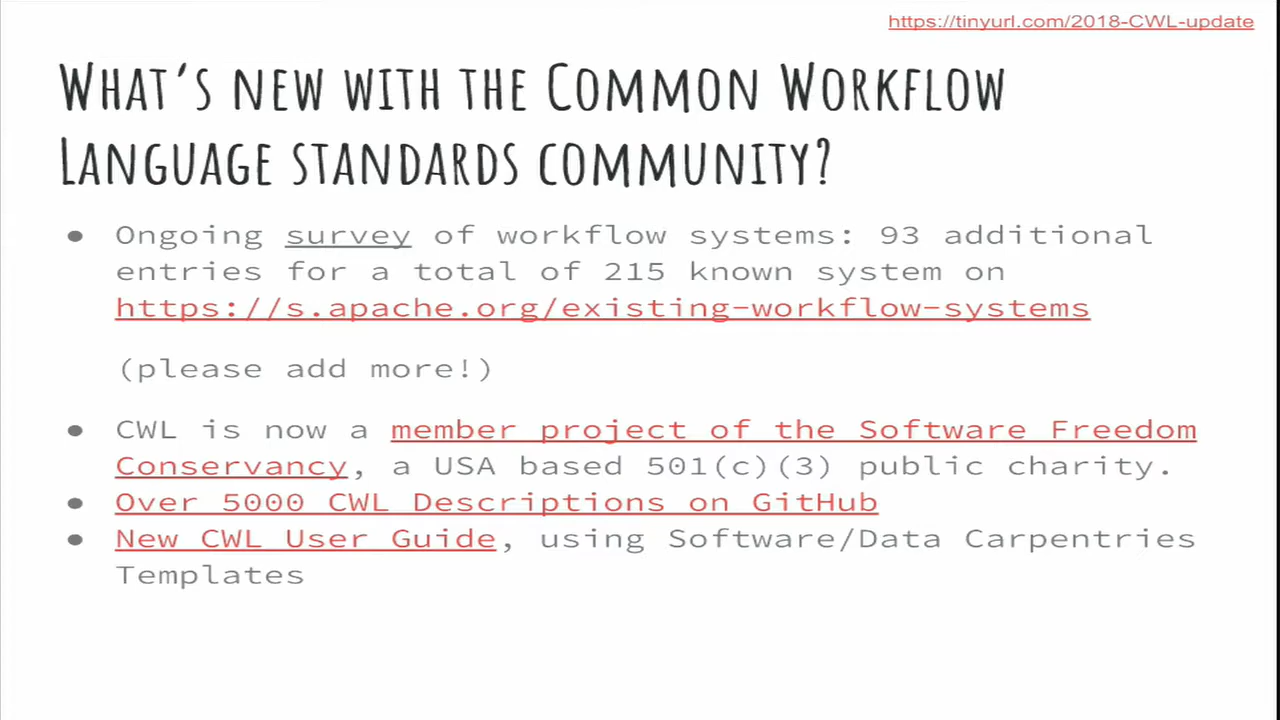 https://tinyurl.com/2018-CWL-update
What's new with the Common Workflow
Language standards community?
● Ongoing survey of workflow systems: 93 additional
entries for a total of 215 known system on
https://s.apache.org/existing-workflow-systems
(please add more!)
● CWL is now a member project of the Software Freedom
Conservancy, a USA based 501(c)(3) public charity.
● Over 5000 CWL Descriptions on GitHub
● New CWL User Guide, using Software/Data Carpentries
Templates